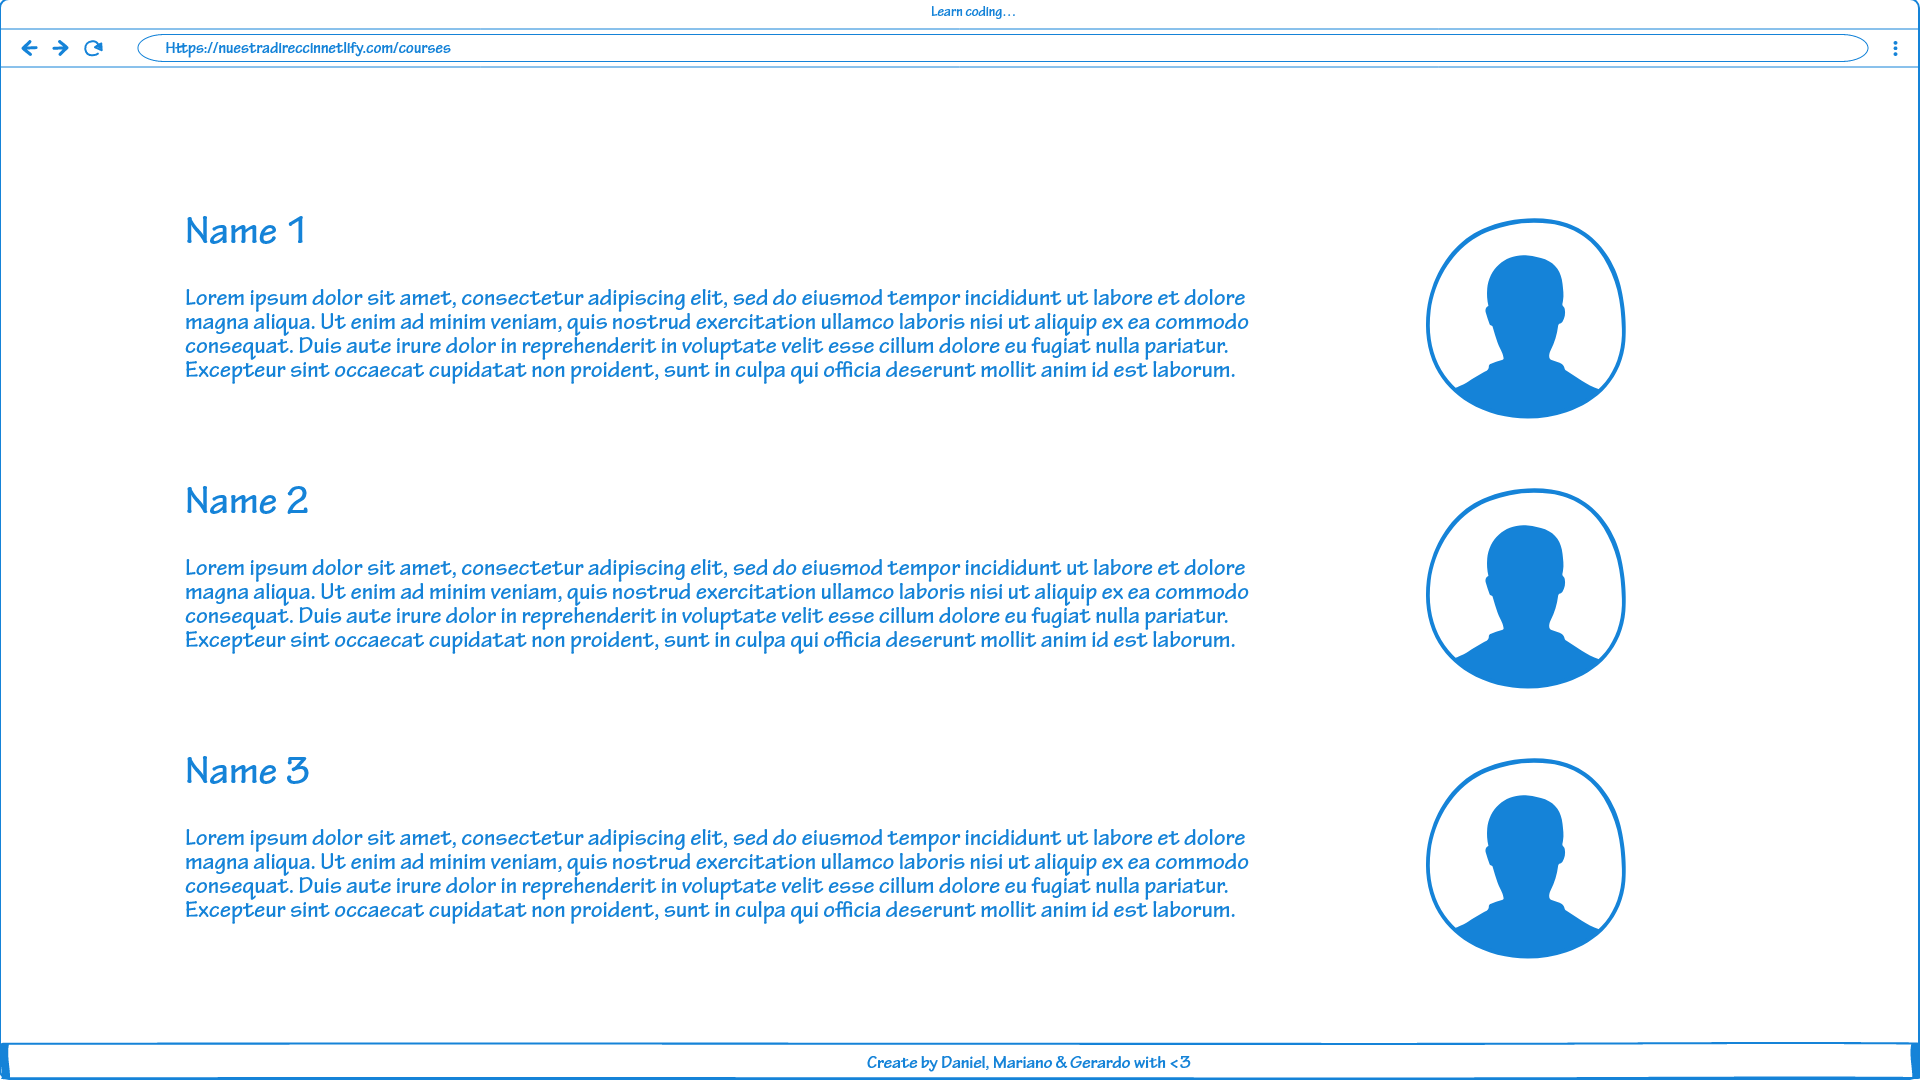 Learn coding...
Https://nuestradireccinnetlify.com/courses
Name 1
Lorem ipsum dolor sit amet, consectetur adipiscing elit, sed do eiusmod tempor incididunt ut labore et dolore
magna aliqua. Ut enim ad minim veniam, quis nostrud exercitation ullamco laboris nisi ut aliquip ex ea commodo
consequat. Duis aute irure dolor in reprehenderit in voluptate velit esse cillum dolore eu fugiat nulla pariatur.
Excepteur sint occaecat cupidatat non proident, sunt in culpa qui officia deserunt mollit anim id est laborum.
Name 2
Lorem ipsum dolor sit amet, consectetur adipiscing elit, sed do eiusmod tempor incididunt ut labore et dolore
magna aliqua. Ut enim ad minim veniam, quis nostrud exercitation ullamco laboris nisi ut aliquip ex ea commodo
consequat. Duis aute irure dolor in reprehenderit in voluptate velit esse cillum dolore eu fugiat nulla pariatur.
Excepteur sint occaecat cupidatat non proident, sunt in culpa qui officia deserunt mollit anim id est laborum.
Name 3
Lorem ipsum dolor sit amet, consectetur adipiscing elit, sed do eiusmod tempor incididunt ut labore et dolore
magna aliqua. Ut enim ad minim veniam, quis nostrud exercitation ullamco laboris nisi ut aliquip ex ea commodo
consequat. Duis aute irure dolor in reprehenderit in voluptate velit esse cillum dolore eu fugiat nulla pariatur.
Excepteur sint occaecat cupidatat non proident, sunt in culpa qui officia deserunt mollit anim id est laborum.
Create by Daniel, Mariano & Gerardo with <3